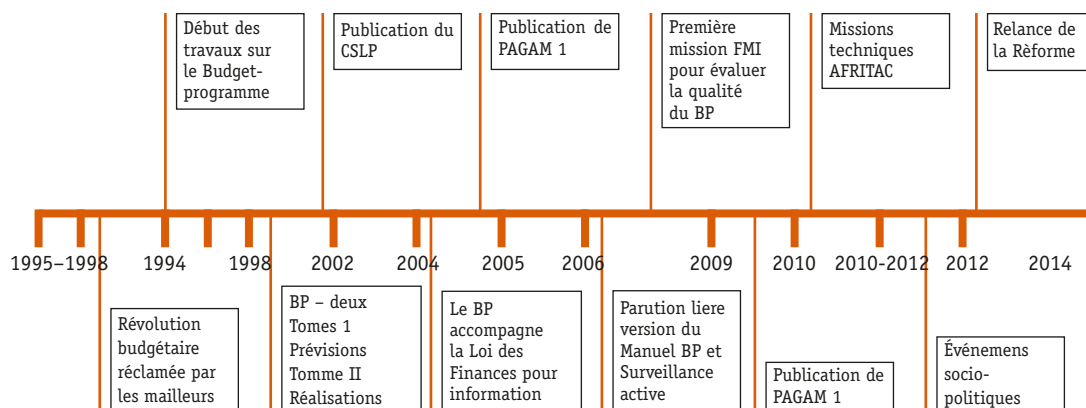 Début des
travaux sur
le Budget-
programme
Publication du
CSLP
Publication de
PAGAM 1
Première
mission FMI
pour évaluer
la qualité
du BP
Missions
techniques
AFRITAC
Relance de
la Rèforme
1995–1998 1994 1998 2002 2004 2005 2006 2009 2010 2010-2012 2012 2014
Révolution
budgétaire
réclamée par
les mailleurs
BP – deux
Tomes 1
Prévisions
Tomme II
Réalisations
Le BP
accompagne
la Loi des
Finances pour
information
Parution liere
version du
Manuel BP et
Surveillance
active
Publication de
PAGAM 1
Événemens
socio-
politiques